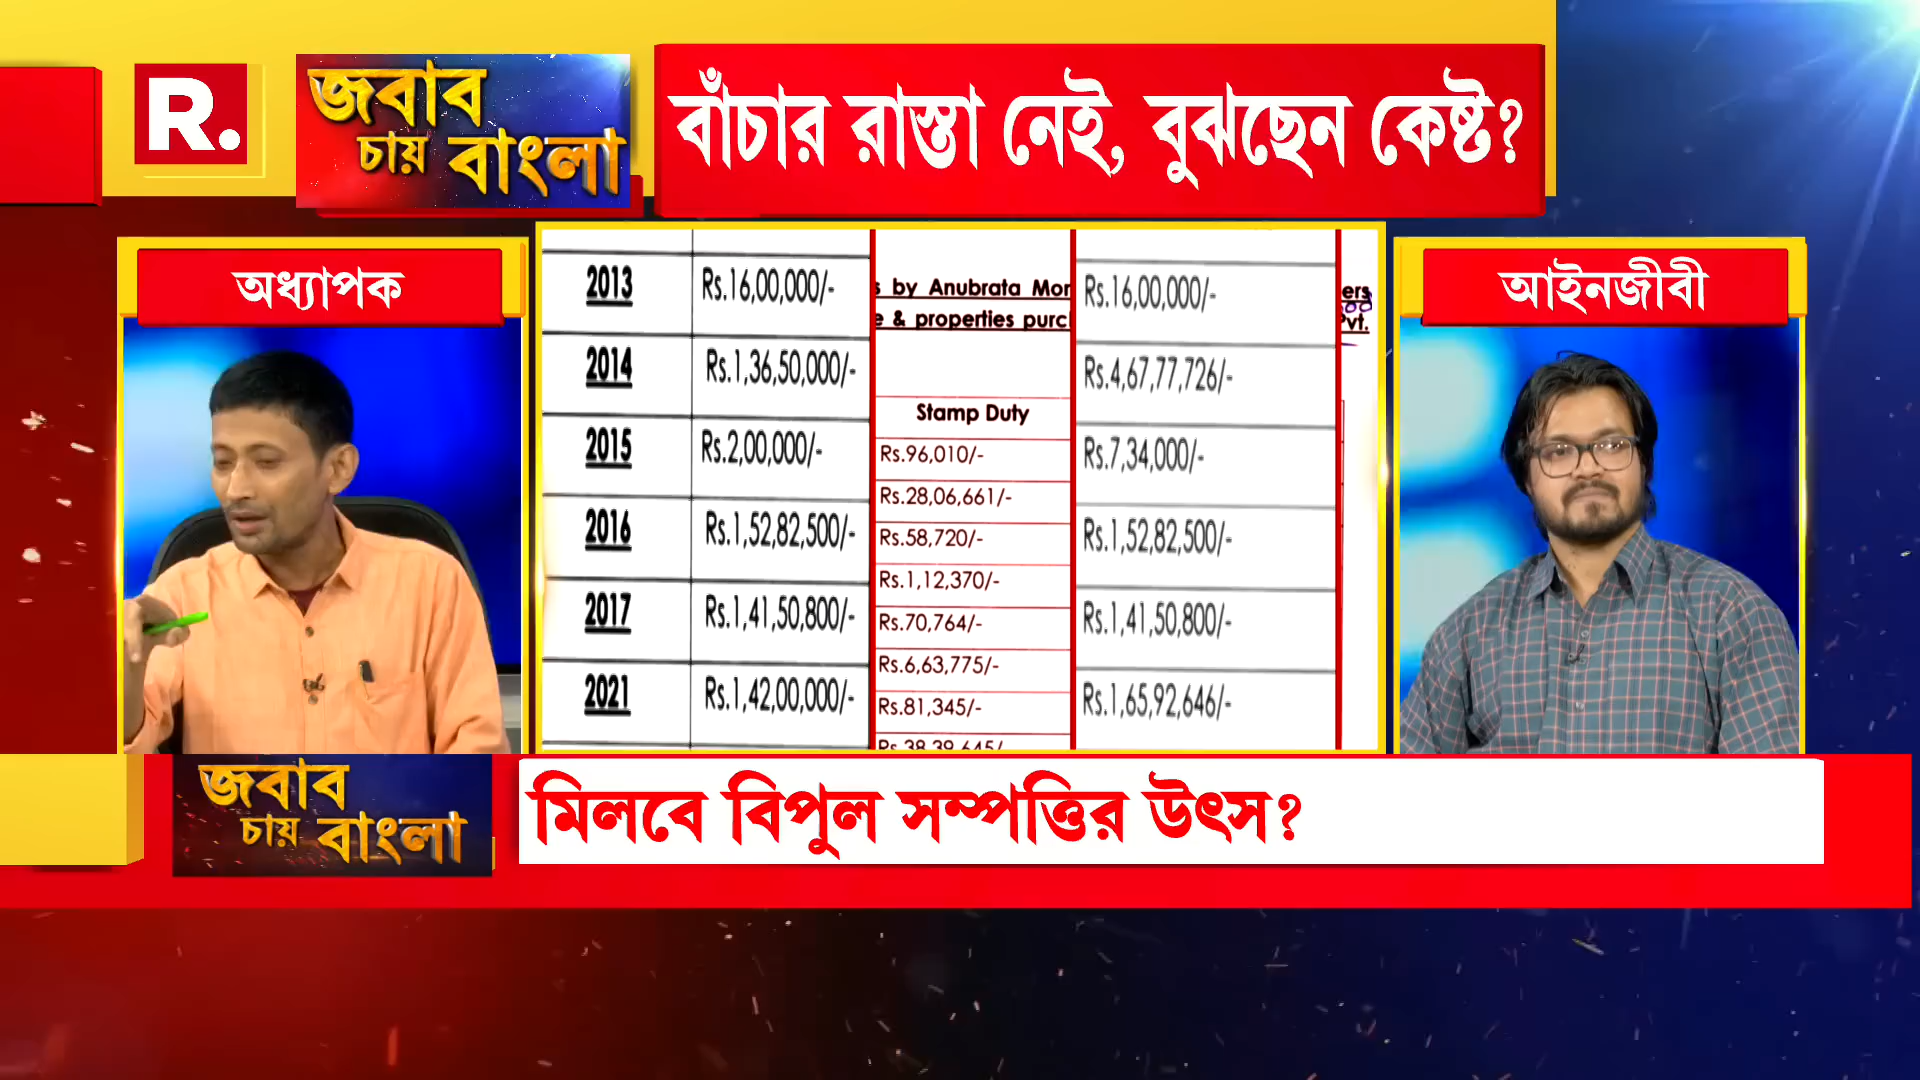 R.
জবাব
চায় বাংলা
বাঁচার রাস্তা নেই, বুঝছেন কেষ্ট?
অধ্যাপক
2013 Rs.16,00,000/-
2014 Rs.1,36,50,000/-
2015 Rs.2,00,000/-
2016 Rs.1,52,82,500/-
2017 Rs.1,41,50,800/-
2021 Rs.1,42,00,000/-
by Anubrata
& properties
Stamp Duty
Rs.96,010/-
Rs.28,06,661/-
Rs.58,720/-
Rs.1,12,370/-
Rs.70,764/-
Rs.6,63,775/-
Rs.81,345/-
Rs.16,00,000/-
Rs.4,67,77,726/-
Rs.7,34,000/-
Rs.1,52,82,500/-
Rs.1,41,50,800/-
Rs.1,65,92,646/-
Pvt.
আইনজীবী
জবাব
চায় বাংলা
মিলবে বিপুল সম্পত্তির উৎস?